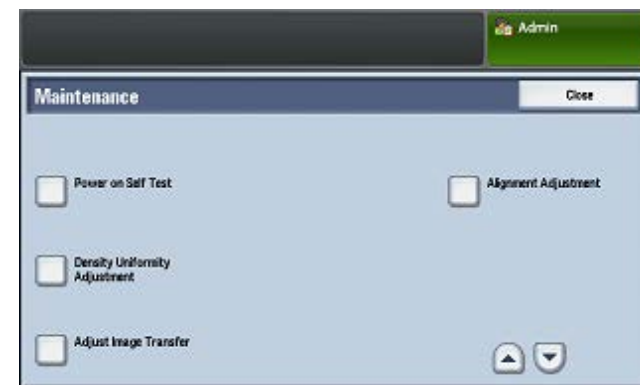 Admin
Maintenance
Close
Power on Self Test
Alignment Adjustment
Density Uniformity
Adjustment
Adjust Image Transfer